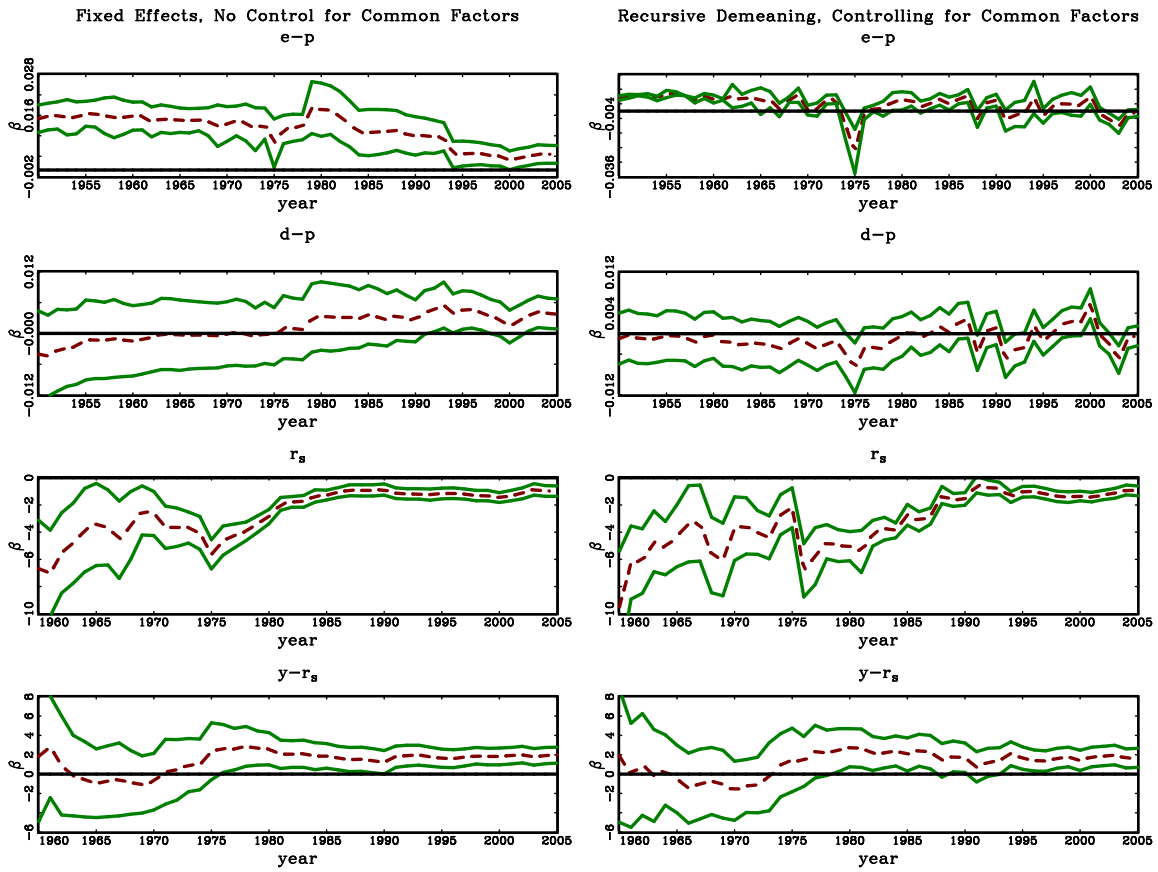 Fixed Effects, No Control for Common Factors
e-p
β
-0.002 0.016 0.028
1955 1960 1965 1970 1975 1980 1985 1990 1995 2000 2005
year
d-p
β
-0.012 -0.000 0.012
1955 1960 1965 1970 1975 1980 1985 1990 1995 2000 2005
year
rs
β
-10 -6 -4 -2 0
1960 1965 1970 1975 1980 1985 1990 1995 2000 2005
year
y-rs
β
-6 -2 0 2 4 6 8
1960 1965 1970 1975 1980 1985 1990 1995 2000 2005
year
Recursive Demeaning, Controlling for Common Factors
e-p
β
-0.036 -0.004
1955 1960 1965 1970 1975 1980 1985 1990 1995 2000 2005
year
d-p
β
-0.012 0.004 0.012
1955 1960 1965 1970 1975 1980 1985 1990 1995 2000 2005
year
rs
β
-10 -6 -4 -2 0
1960 1965 1970 1975 1980 1985 1990 1995 2000 2005
year
y-rs
β
-6 -2 0 2 4 6 8
1960 1965 1970 1975 1980 1985 1990 1995 2000 2005
year